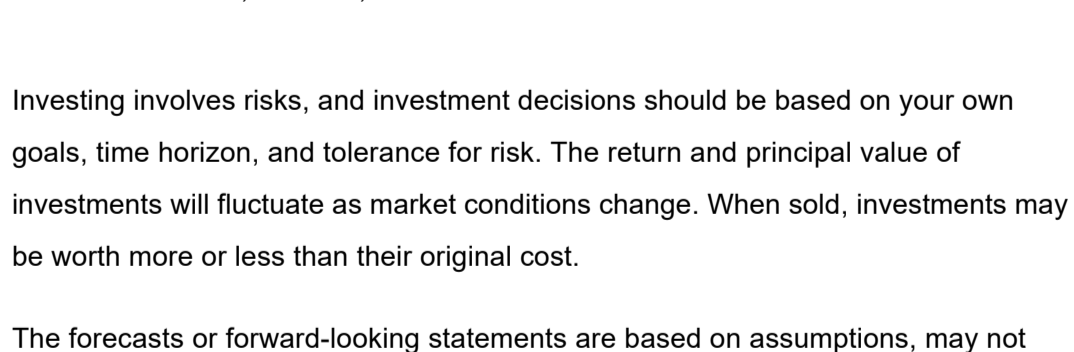 Investing involves risks, and investment decisions should be based on your own
goals, time horizon, and tolerance for risk. The return and principal value of
investments will fluctuate as market conditions change. When sold, investments may
be worth more or less than their original cost.
The forecasts or forward-looking statements are based on assumptions, may not